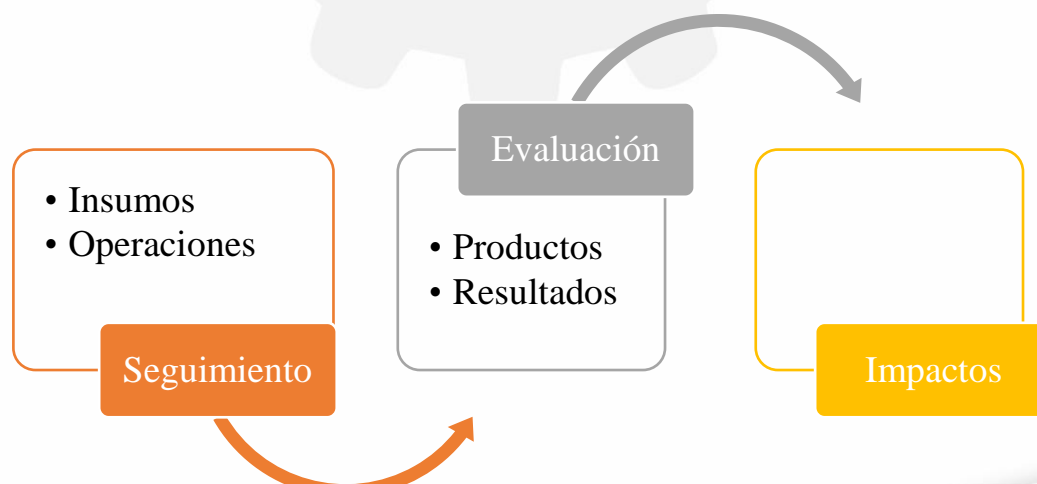 • Insumos
• Operaciones
Seguimiento
Evaluación
• Productos
• Resultados
Impactos